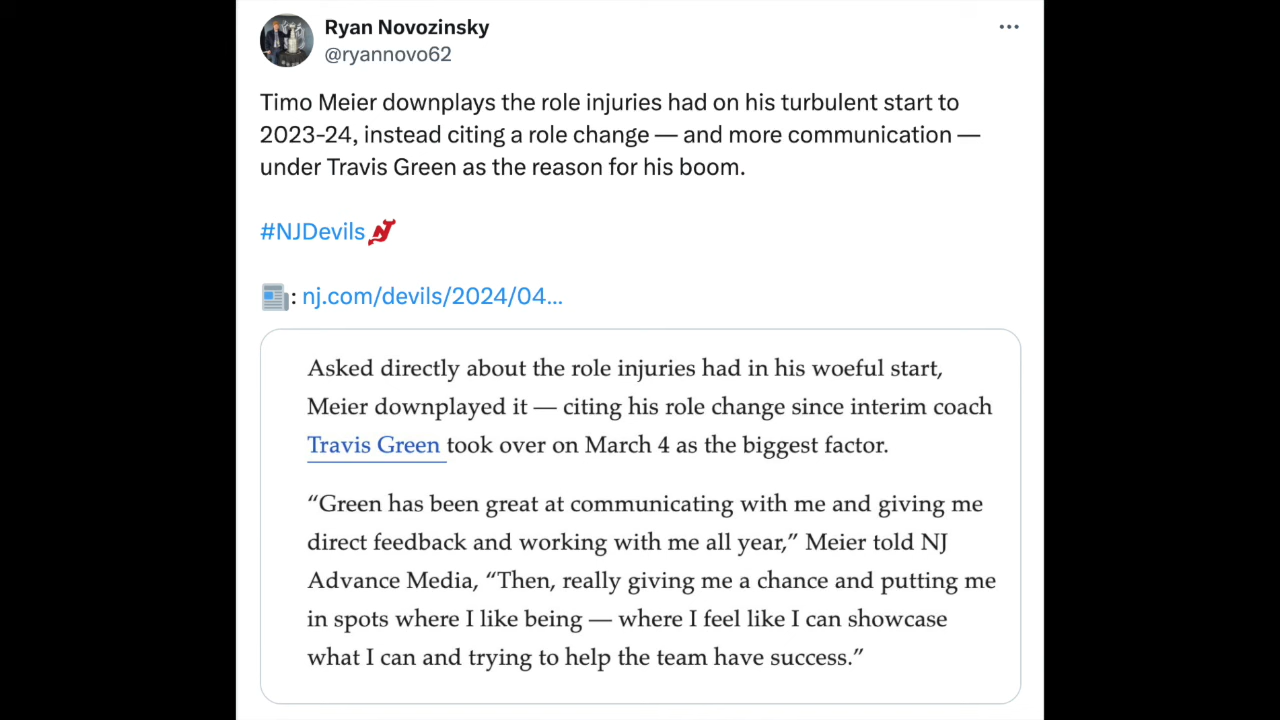 Ryan Novozinsky
@ryannovo62
Timo Meier downplays the role injuries had on his turbulent start to
2023-24, instead citing a role change — and more communication —
under Travis Green as the reason for his boom.
#NJDevils
: nj.com/devils/2024/04...
Asked directly about the role injuries had in his woeful start,
Meier downplayed it — citing his role change since interim coach
Travis Green took over on March 4 as the biggest factor.
“Green has been great at communicating with me and giving me
direct feedback and working with me all year,” Meier told NJ
Advance Media, “Then, really giving me a chance and putting me
in spots where I like being — where I feel like I can showcase
what I can and trying to help the team have success.”